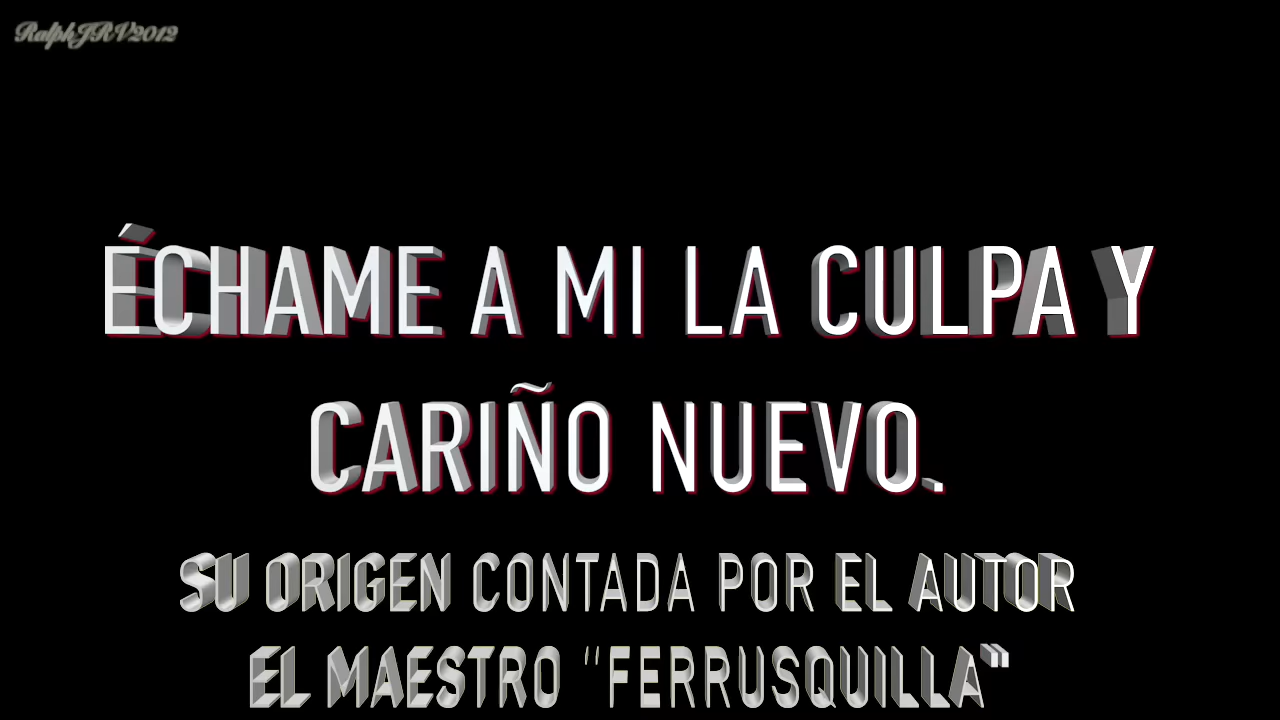 RalphJRV2012
ÉCHAME A MI LA CULPA Y
CARIÑO NUEVO.
SU ORIGEN CONTADA POR EL AUTOR
EL MAESTRO "FERRUSQUILLA"